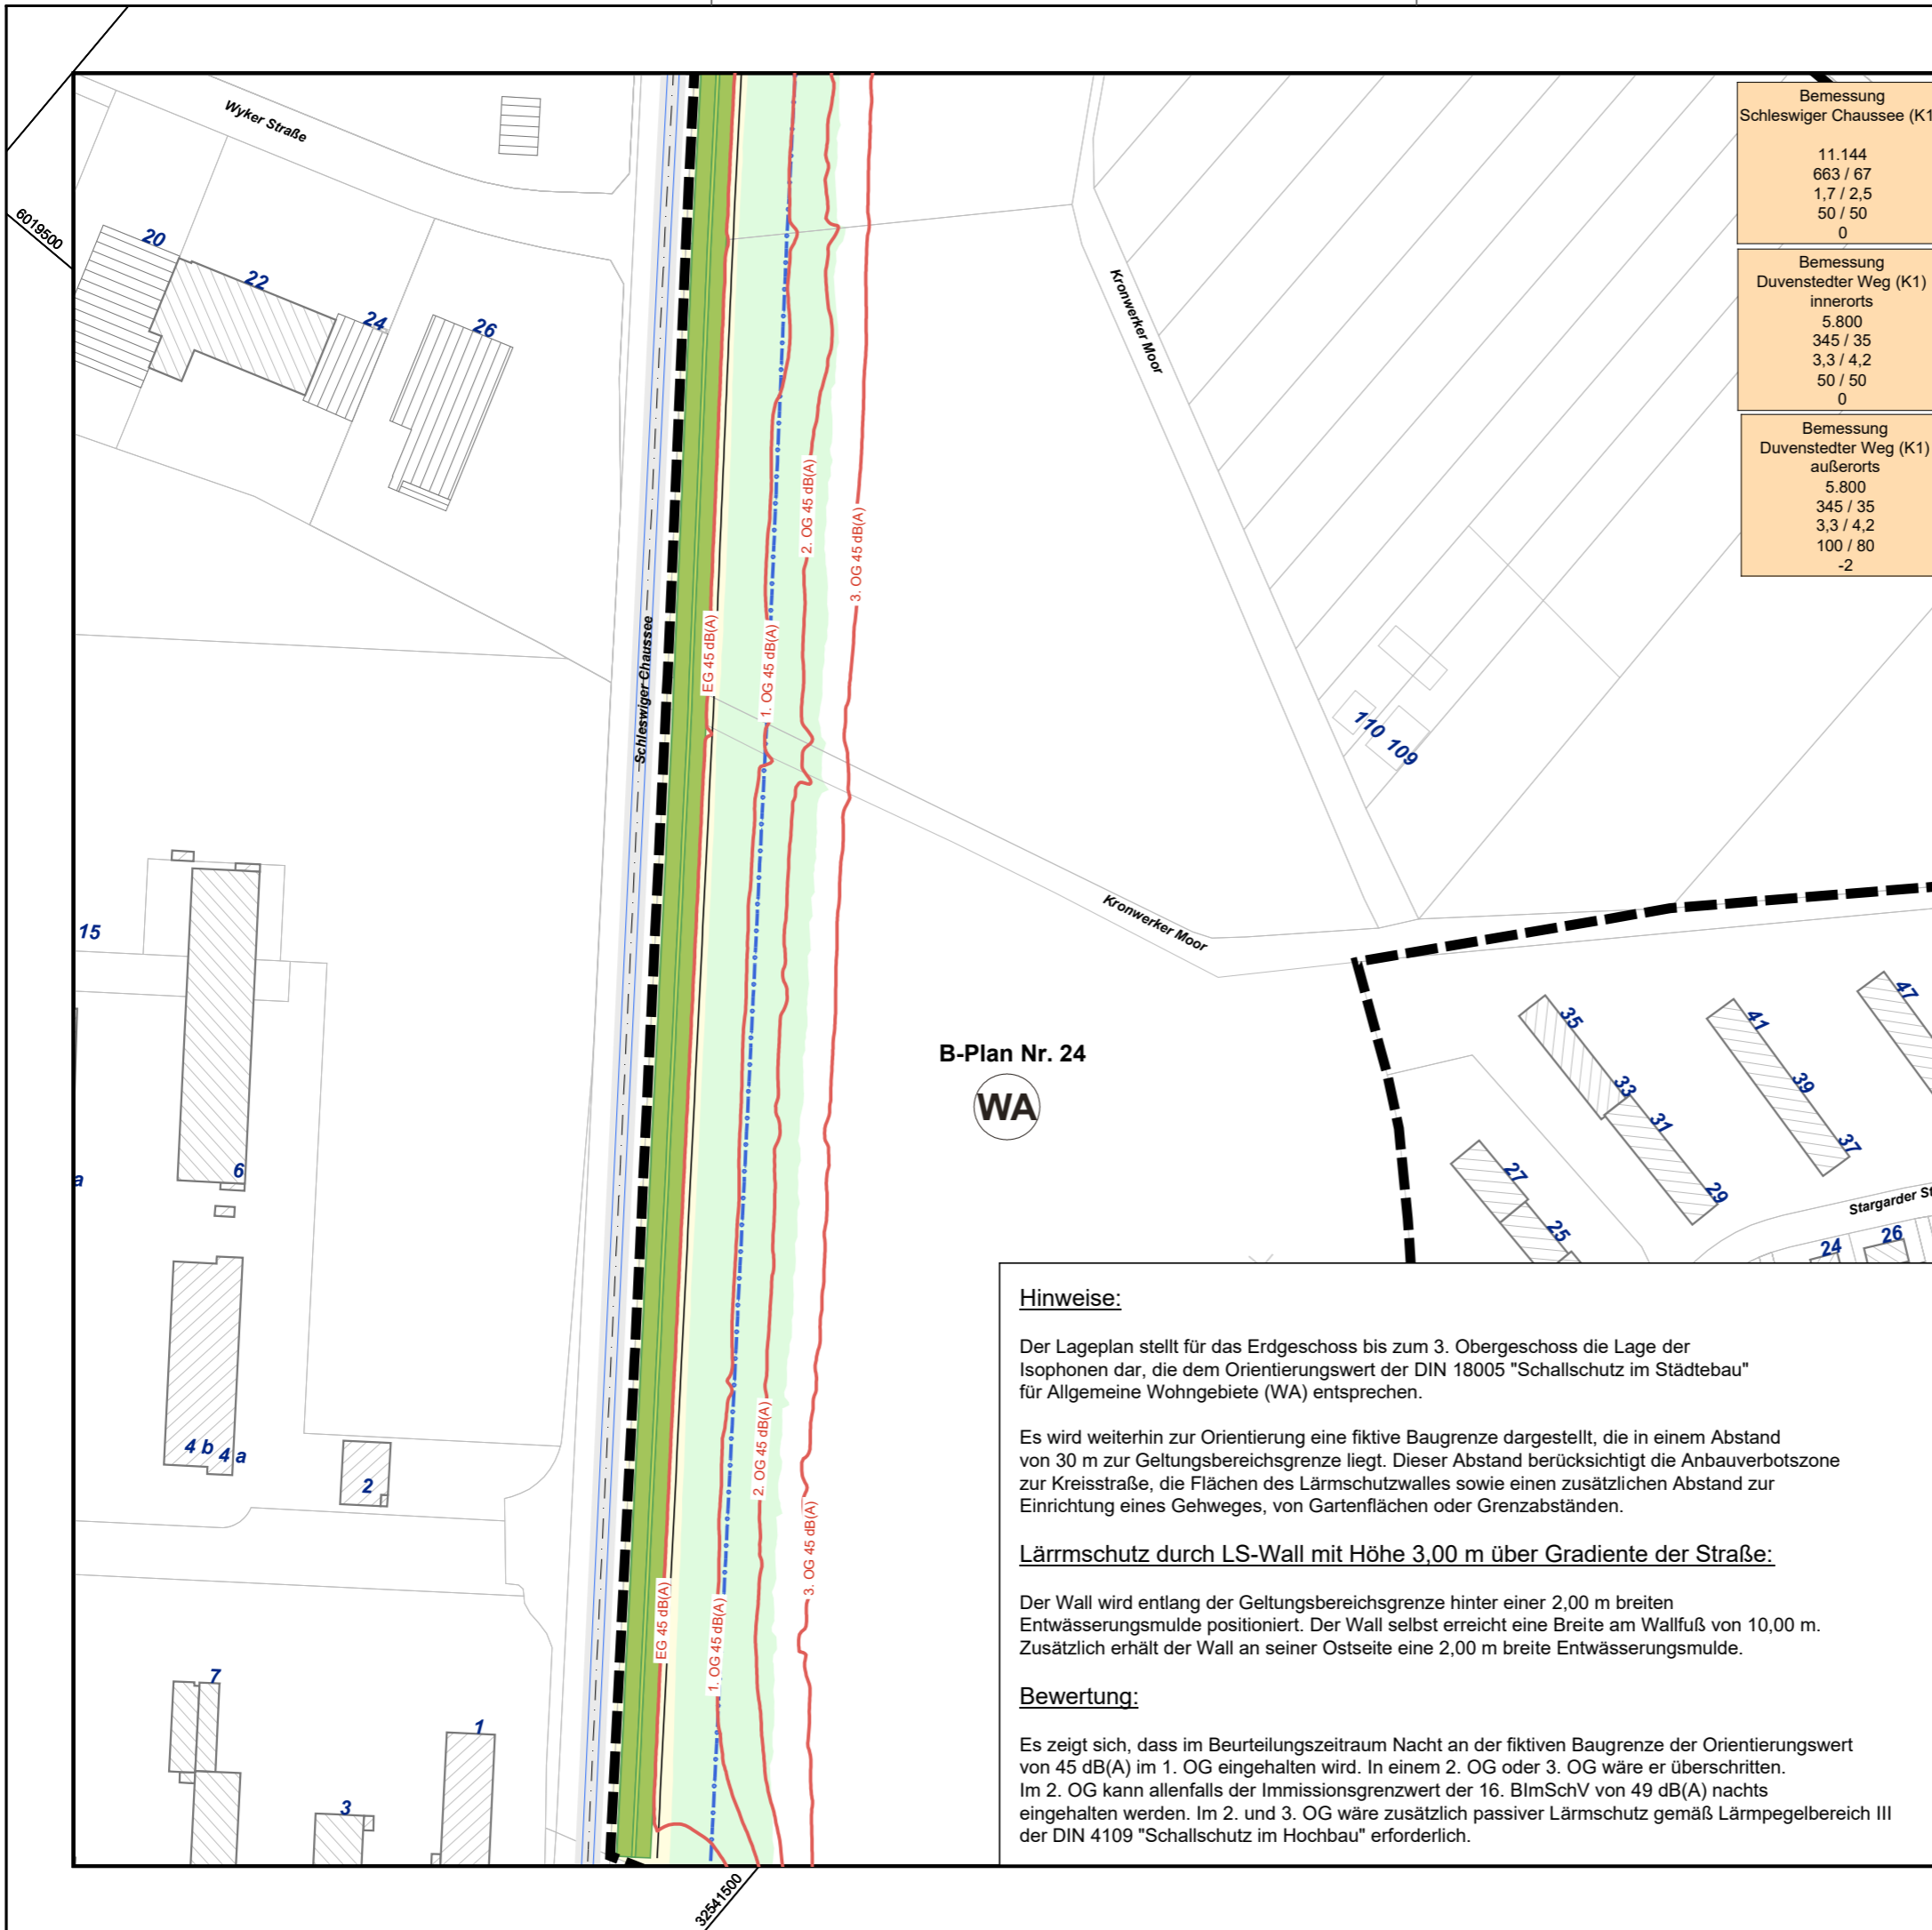 Wyker Straße
6019500
20
22
24
26
Schleswiger Chaussee
EG 45 dB(A)
1. OG 45 dB(A)
2. OG 45 dB(A)
3. OG 45 dB(A)
Kronwerker Moor
110 109
Kronwerker Moor
Bemessung
Schleswiger Chaussee (K1
11.144
663 / 67
1,7 / 2,5
50 / 50
0
Bemessung
Duvenstedter Weg (K1)
innerorts
5.800
345 / 35
3,3 / 4,2
50 / 50
0
Bemessung
Duvenstedter Weg (K1)
außerorts
5.800
345 / 35
3,3 / 4,2
100 / 80
-2
15
6
a
4 b 4 a
2
7
3
1
B-Plan Nr. 24
WA
35
33
31
29
41
39
37
47
27
25
Stargarder St
24
26
EG 45 dB(A)
1. OG 45 dB(A)
2. OG 45 dB(A)
3. OG 45 dB(A)
Hinweise:
Der Lageplan stellt für das Erdgeschoss bis zum 3. Obergeschoss die Lage der
Isophonen dar, die dem Orientierungswert der DIN 18005 "Schallschutz im Städtebau"
für Allgemeine Wohngebiete (WA) entsprechen.
Es wird weiterhin zur Orientierung eine fiktive Baugrenze dargestellt, die in einem Abstand
von 30 m zur Geltungsbereichsgrenze liegt. Dieser Abstand berücksichtigt die Anbauverbotszone
zur Kreisstraße, die Flächen des Lärmschutzwalles sowie einen zusätzlichen Abstand zur
Einrichtung eines Gehweges, von Gartenflächen oder Grenzabständen.
Lärrmschutz durch LS-Wall mit Höhe 3,00 m über Gradiente der Straße:
Der Wall wird entlang der Geltungsbereichsgrenze hinter einer 2,00 m breiten
Entwässerungsmulde positioniert. Der Wall selbst erreicht eine Breite am Wallfuß von 10,00 m.
Zusätzlich erhält der Wall an seiner Ostseite eine 2,00 m breite Entwässerungsmulde.
Bewertung:
Es zeigt sich, dass im Beurteilungszeitraum Nacht an der fiktiven Baugrenze der Orientierungswert
von 45 dB(A) im 1. OG eingehalten wird. In einem 2. OG oder 3. OG wäre er überschritten.
Im 2. OG kann allenfalls der Immissionsgrenzwert der 16. BImSchV von 49 dB(A) nachts
eingehalten werden. Im 2. und 3. OG wäre zusätzlich passiver Lärmschutz gemäß Lärmpegelbereich III
der DIN 4109 "Schallschutz im Hochbau" erforderlich.
32541500